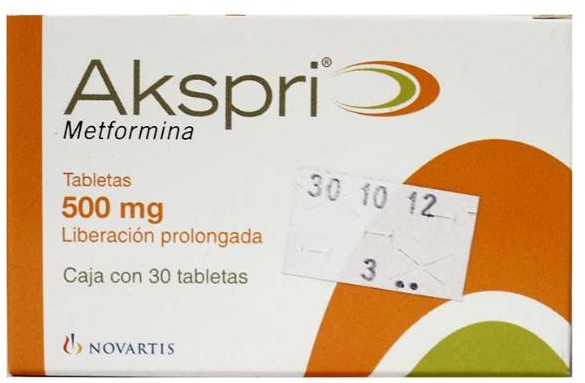 Akspri®
Metformina
Tabletas
500 mg
Liberación prolongada
Caja con 30 tabletas
30 10 12
3 ..
NOVARTIS